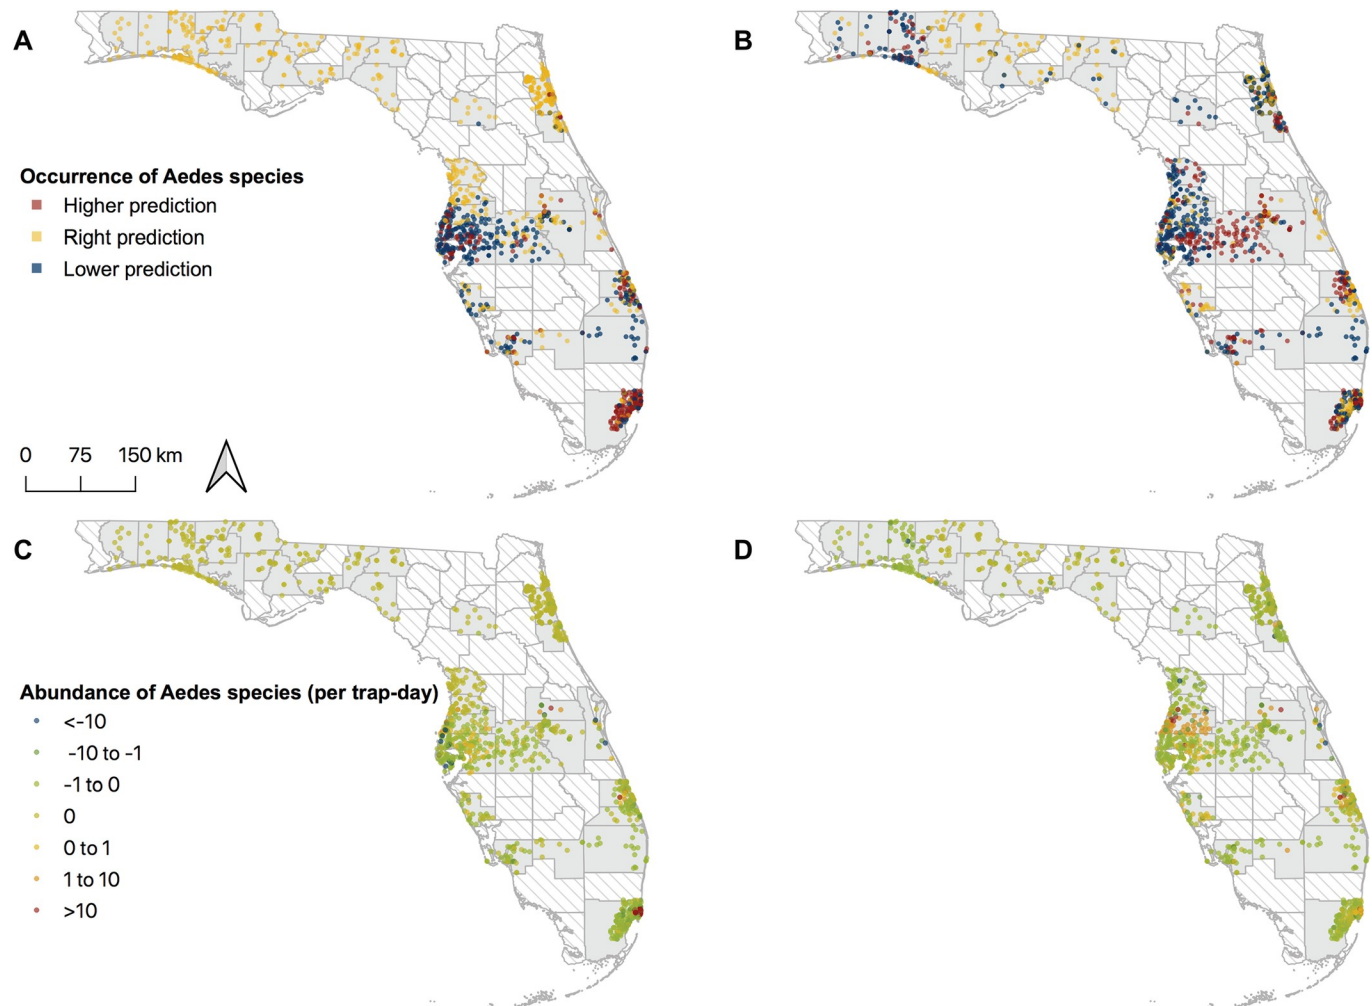 A
B
Occurrence of Aedes species
Higher prediction
Right prediction
Lower prediction
0 75 150 km
C
D
Abundance of Aedes species (per trap-day)
<-10
-10 to -1
-1 to 0
0
0 to 1
1 to 10
>10